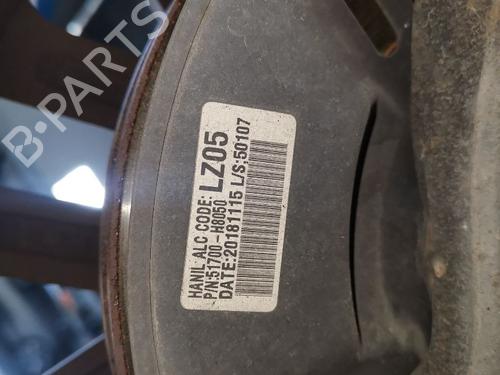 HANIL ALC CODE: LZ05
P/N:51700-H8050
DATE:20181115 L/S:50107
B-PARTS